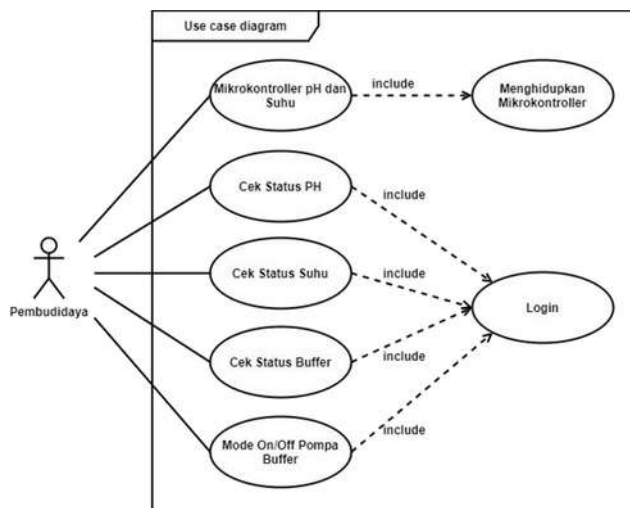 Use case diagram
Mikrokontroller pH dan
Suhu
include
Menghidupkan
Mikrokontroller
Cek Status PH
include
Cek Status Suhu
include
Login
Pembudidaya
Cek Status Buffer
include
Mode On/Off Pompa
Buffer
include